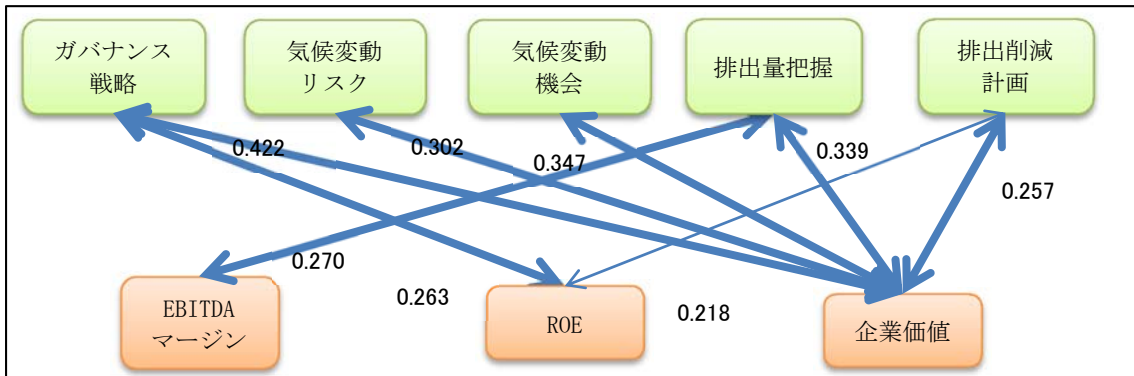 ガバナンス
戦略
気候変動
リスク
気候変動
機会
排出量把握
排出削減
計画
0.422
0.302
0.347
0.339
0.257
0.270
0.263
0.218
EBITDA
マージン
ROE
企業価値